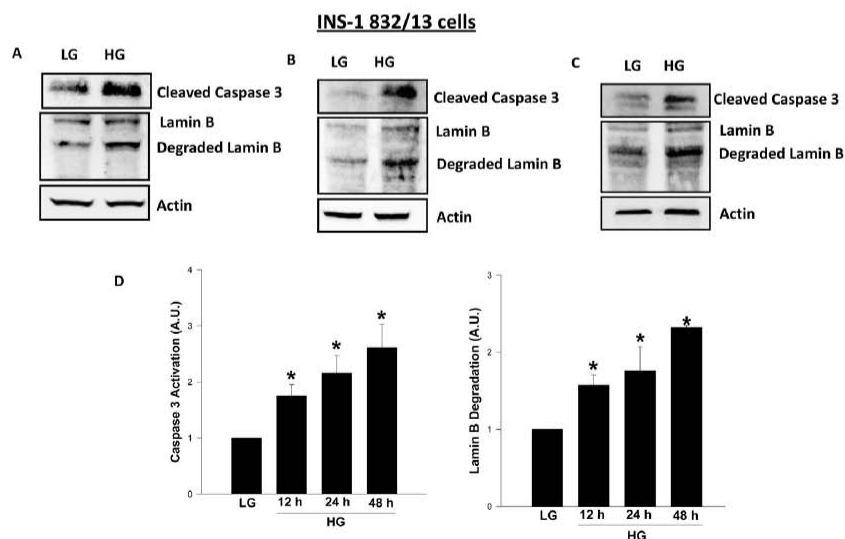 INS-1 832/13 cells
A
LG HG
Cleaved Caspase 3
Lamin B
Degraded Lamin B
Actin
B
LG HG
Cleaved Caspase 3
Lamin B
Degraded Lamin B
Actin
C
LG HG
Cleaved Caspase 3
Lamin B
Degraded Lamin B
Actin
D
Caspase 3 Activation (A.U.)
4
3
2
1
0
* * *
LG 12 h 24 h 48 h
HG
Lamin B Degradation (A.U.)
3
2
1
0
* * *
LG 12 h 24 h 48 h
HG